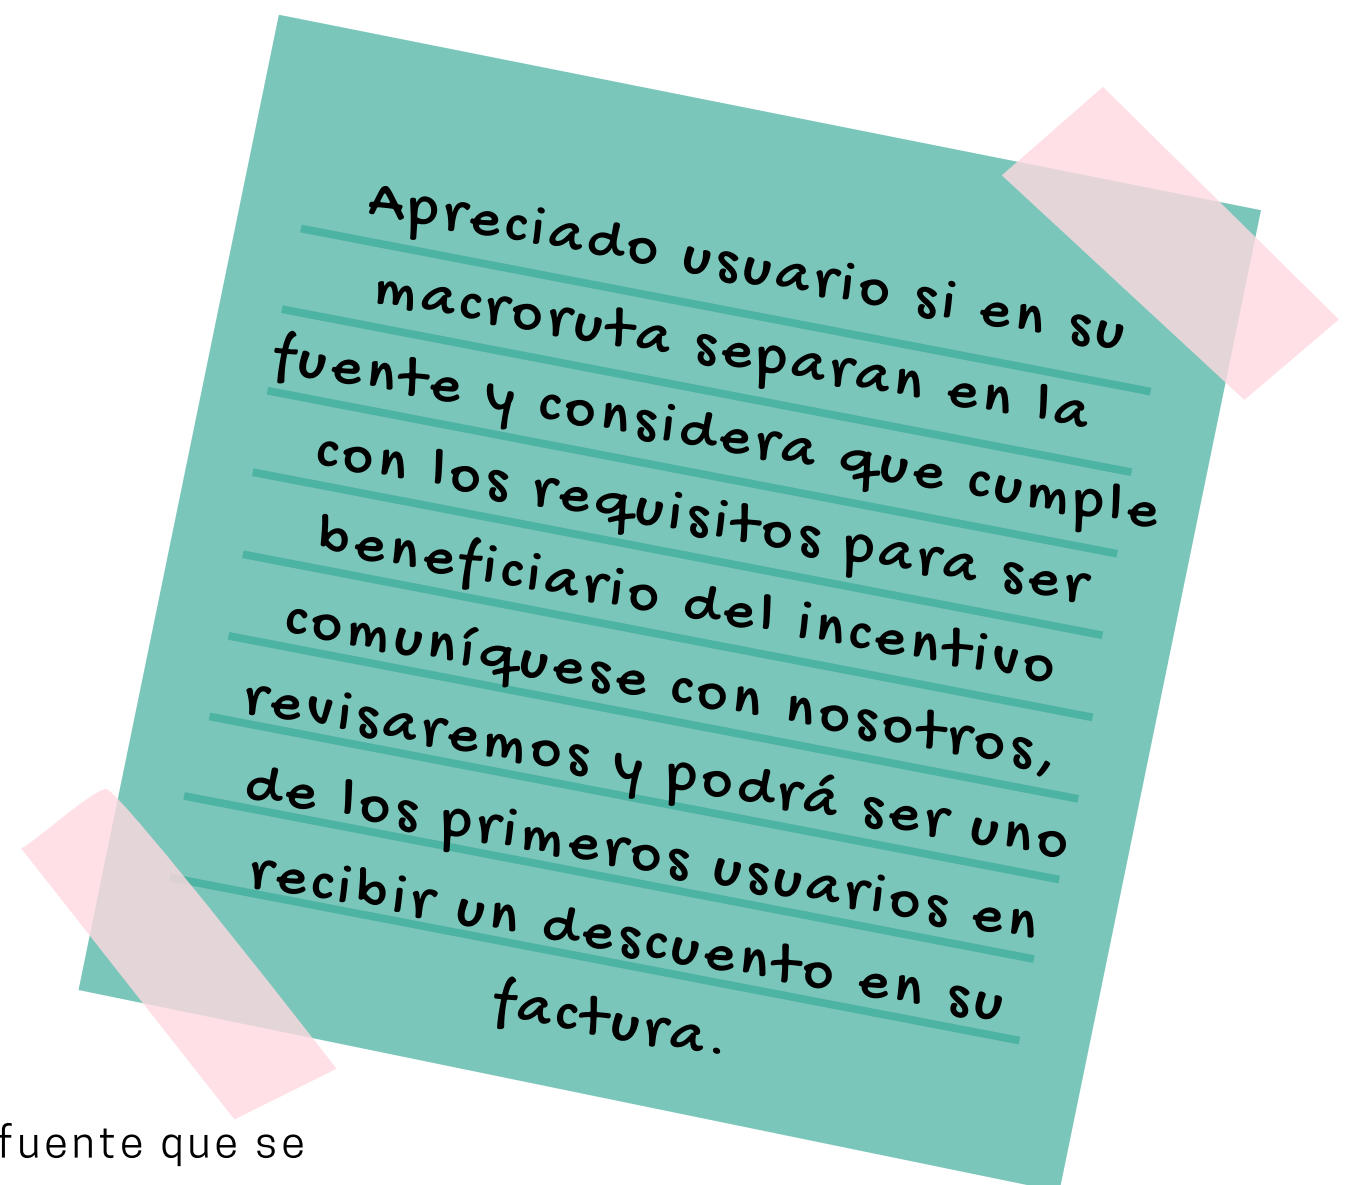 Apreciado usuario si en su
macroruta separan en la
fuente y considera que cumple
con los requisitos para ser
beneficiario del incentivo
comuníquese con nosotros,
revisaremos y podrá ser uno
de los primeros usuarios en
recibir un descuento en su
factura.
fuente que se